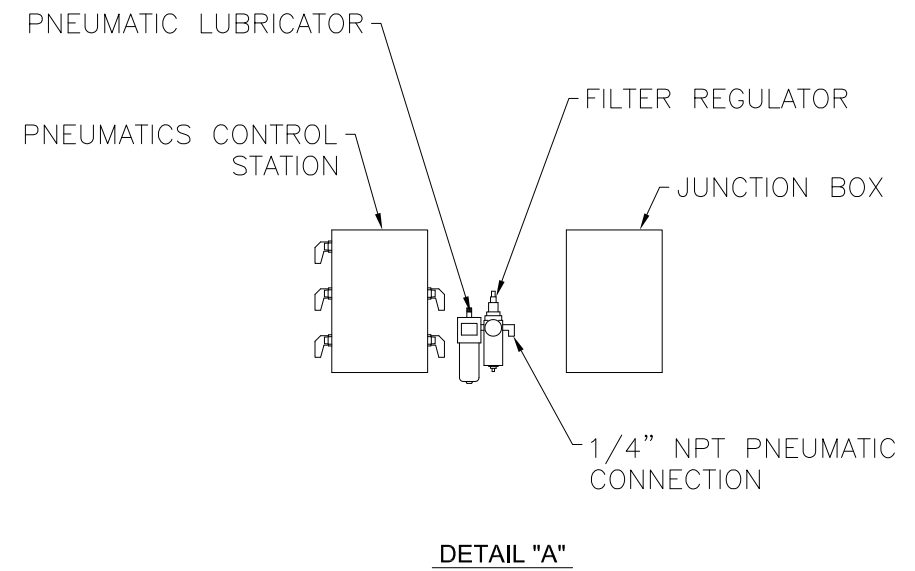 PNEUMATIC LUBRICATOR
FILTER REGULATOR
PNEUMATICS CONTROL
STATION
JUNCTION BOX
1/4” NPT PNEUMATIC
CONNECTION
DETAIL "A"